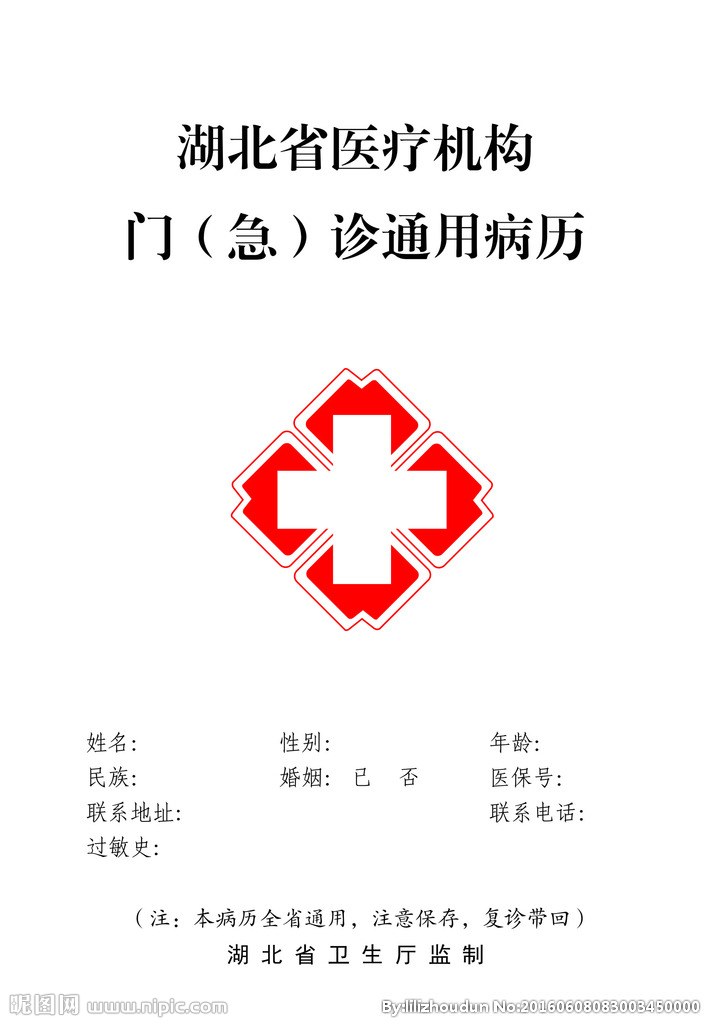 湖北省医疗机构
门（急）诊通用病历
姓名： 性别： 年龄：
民族： 婚姻： 已 否 医保号：
联系地址： 联系电话：
过敏史：
（注：本病历全省通用，注意保存，复诊带回）
湖北省卫生厅监制
昵图网 www.nipic.com By:lilizhoudun No:20160608083003450000